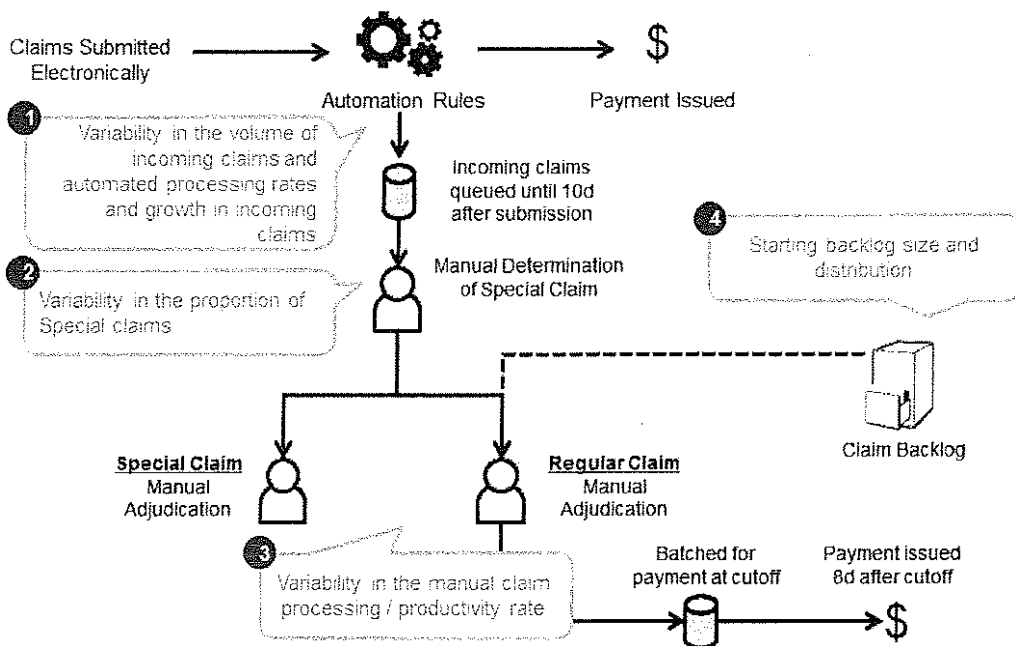 Claims Submitted
Electronically
$
Automation Rules
Payment Issued
1
Variability in the volume of
incoming claims and
automated processing rates
and growth in incoming
claims
Incoming claims
queued until 10d
after submission
4
Starting backlog size and
distribution
2
Variability in the proportion of
Special claims
Manual Determination
of Special Claim
Claim Backlog
Special Claim
Manual
Adjudication
Regular Claim
Manual
Adjudication
3
Variability in the manual claim
processing / productivity rate
Batched for
payment at cutoff
Payment issued
8d after cutoff
$